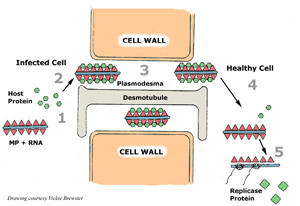 CELL WALL
Infected Cell
Healthy Cell
2
3
4
Plasmodesma
Host
Protein
Desmotubule
1
CELL WALL
5
MP + RNA
Replicase
Protein
Drawing courtesy Vickie Brewster